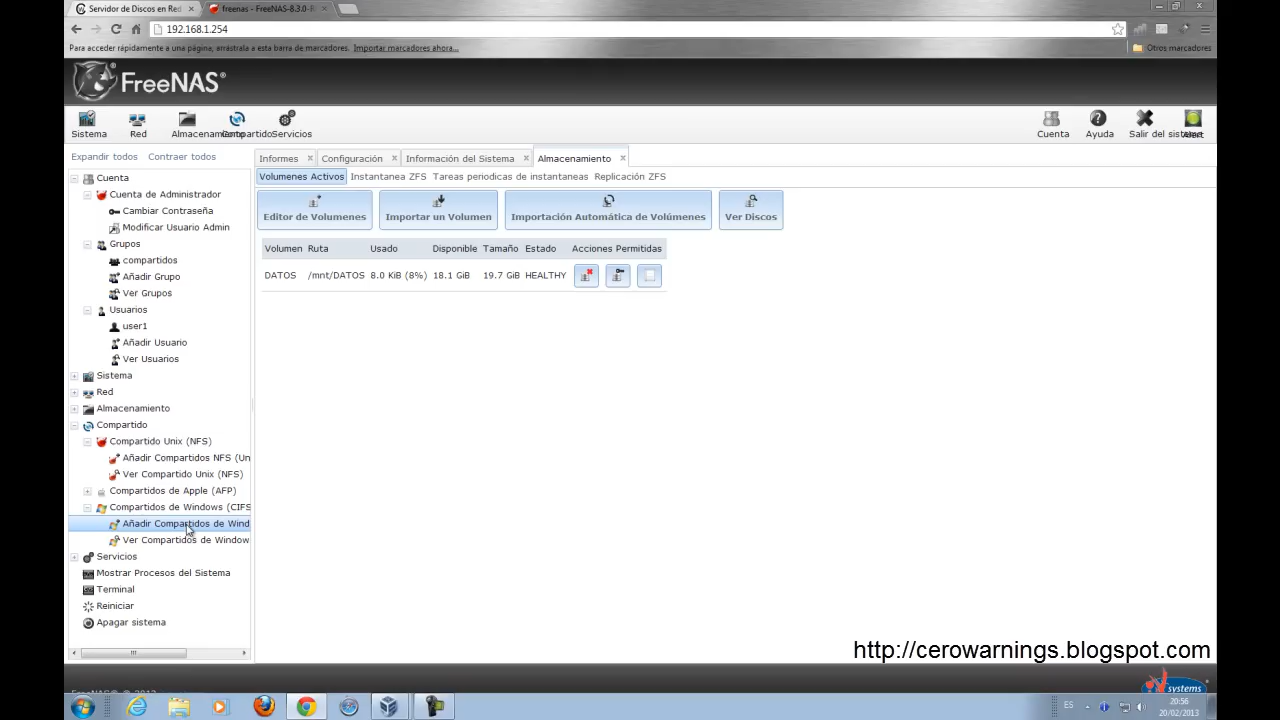 Servidor de Discos en Red
freenas - FreeNAS-8.3.0-R
192.168.1.254
Para acceder rápidamente a una página, arrástrala a esta barra de marcadores. Importar marcadores ahora...
Otros marcadores
FreeNAS®
Sistema
Red
Almacenamiento
Compartido
Servicios
Cuenta
Ayuda
Salir del sistema
Alert
Expandir todos
Contraer todos
Informes
Configuración
Información del Sistema
Almacenamiento
Volumenes Activos
Instantanea ZFS
Tareas periodicas de instantaneas
Replicación ZFS
Editor de Volumenes
Importar un Volumen
Importación Automática de Volúmenes
Ver Discos
Volumen Ruta Usado Disponible Tamaño Estado Acciones Permitidas
DATOS /mnt/DATOS 8.0 KiB (8%) 18.1 GiB 19.7 GiB HEALTHY
Cuenta
Cuenta de Administrador
Cambiar Contraseña
Modificar Usuario Admin
Grupos
compartidos
Añadir Grupo
Ver Grupos
Usuarios
user1
Añadir Usuario
Ver Usuarios
Sistema
Red
Almacenamiento
Compartido
Compartido Unix (NFS)
Añadir Compartidos NFS (Un
Ver Compartido Unix (NFS)
Compartidos de Apple (AFP)
Compartidos de Windows (CIFS
Añadir Compartidos de Wind
Ver Compartidos de Window
Servicios
Mostrar Procesos del Sistema
Terminal
Reiniciar
Apagar sistema
http://cerowarnings.blogspot.com
FreeNAS® © 2012
systems
ES
20:56
20/02/2013